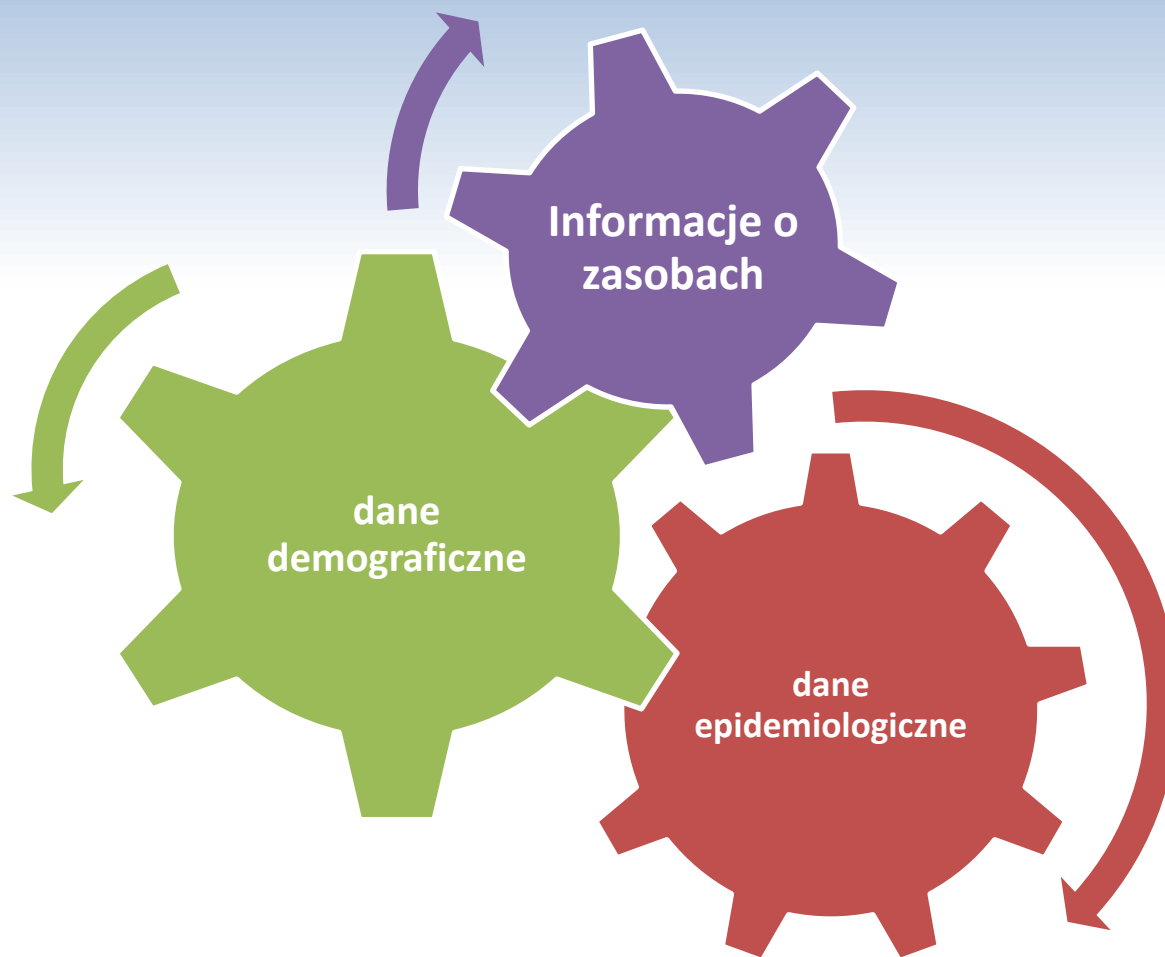 Informacje o
zasobach
dane
demograficzne
dane
epidemiologiczne